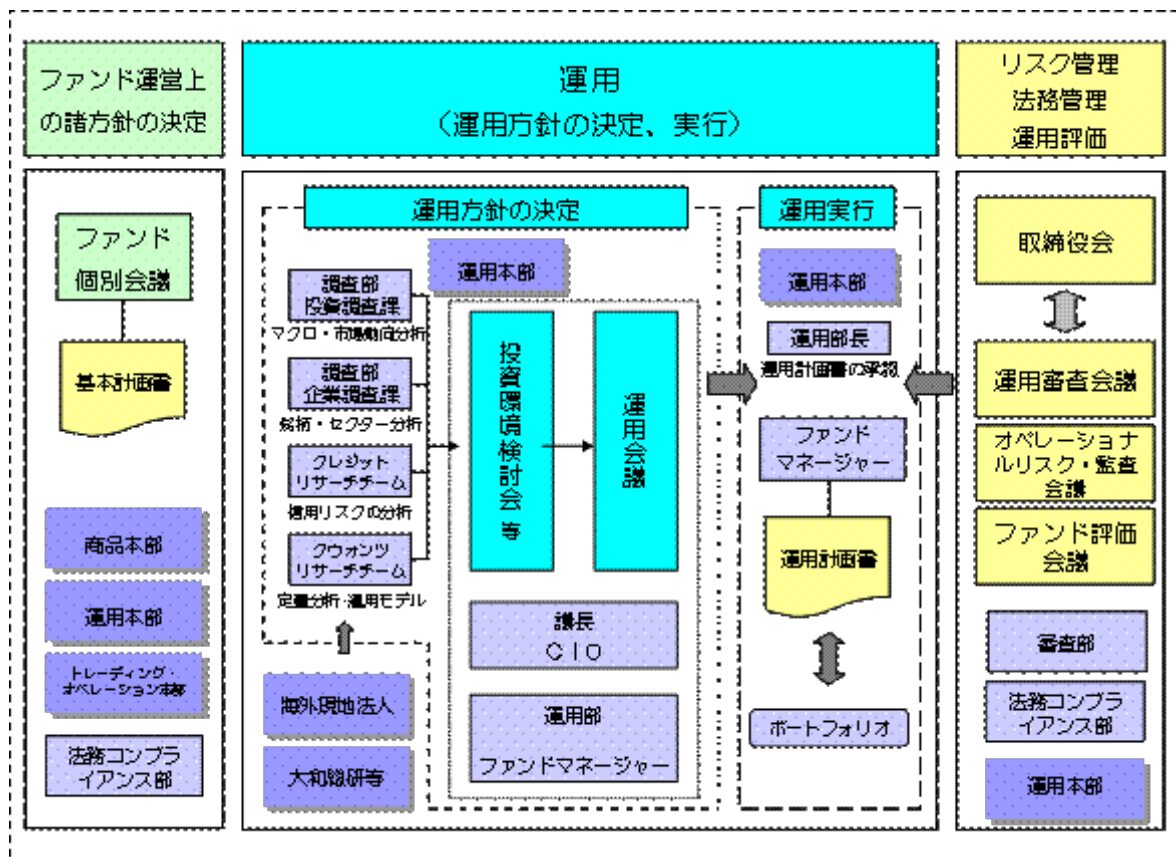 ファンド運営上
の諸方針の決定
運用
（運用方針の決定、実行）
リスク管理
法務管理
運用評価
ファンド
個別会議
基本計画書
商品本部
運用本部
トレーディング・
オペレーション本部
法務コンプラ
イアンス部
運用方針の決定
運用本部
調査部
投資調査課
マクロ・市場動向分析
調査部
企業調査課
銘柄・セクター分析
クレジット
リサーチチーム
信用リスクの分析
クウォンツ
リサーチチーム
定量分析・運用モデル
海外現地法人
大和総研等
投資環境検討会 等
運用会議
議長
ＣＩＯ
運用部
ファンドマネージャー
運用実行
運用本部
運用部長
運用計画書の承認
ファンド
マネージャー
運用計画書
ポートフォリオ
取締役会
運用審査会議
オペレーショナ
ルリスク・監査
会議
ファンド評価
会議
審査部
法務コンプラ
イアンス部
運用本部